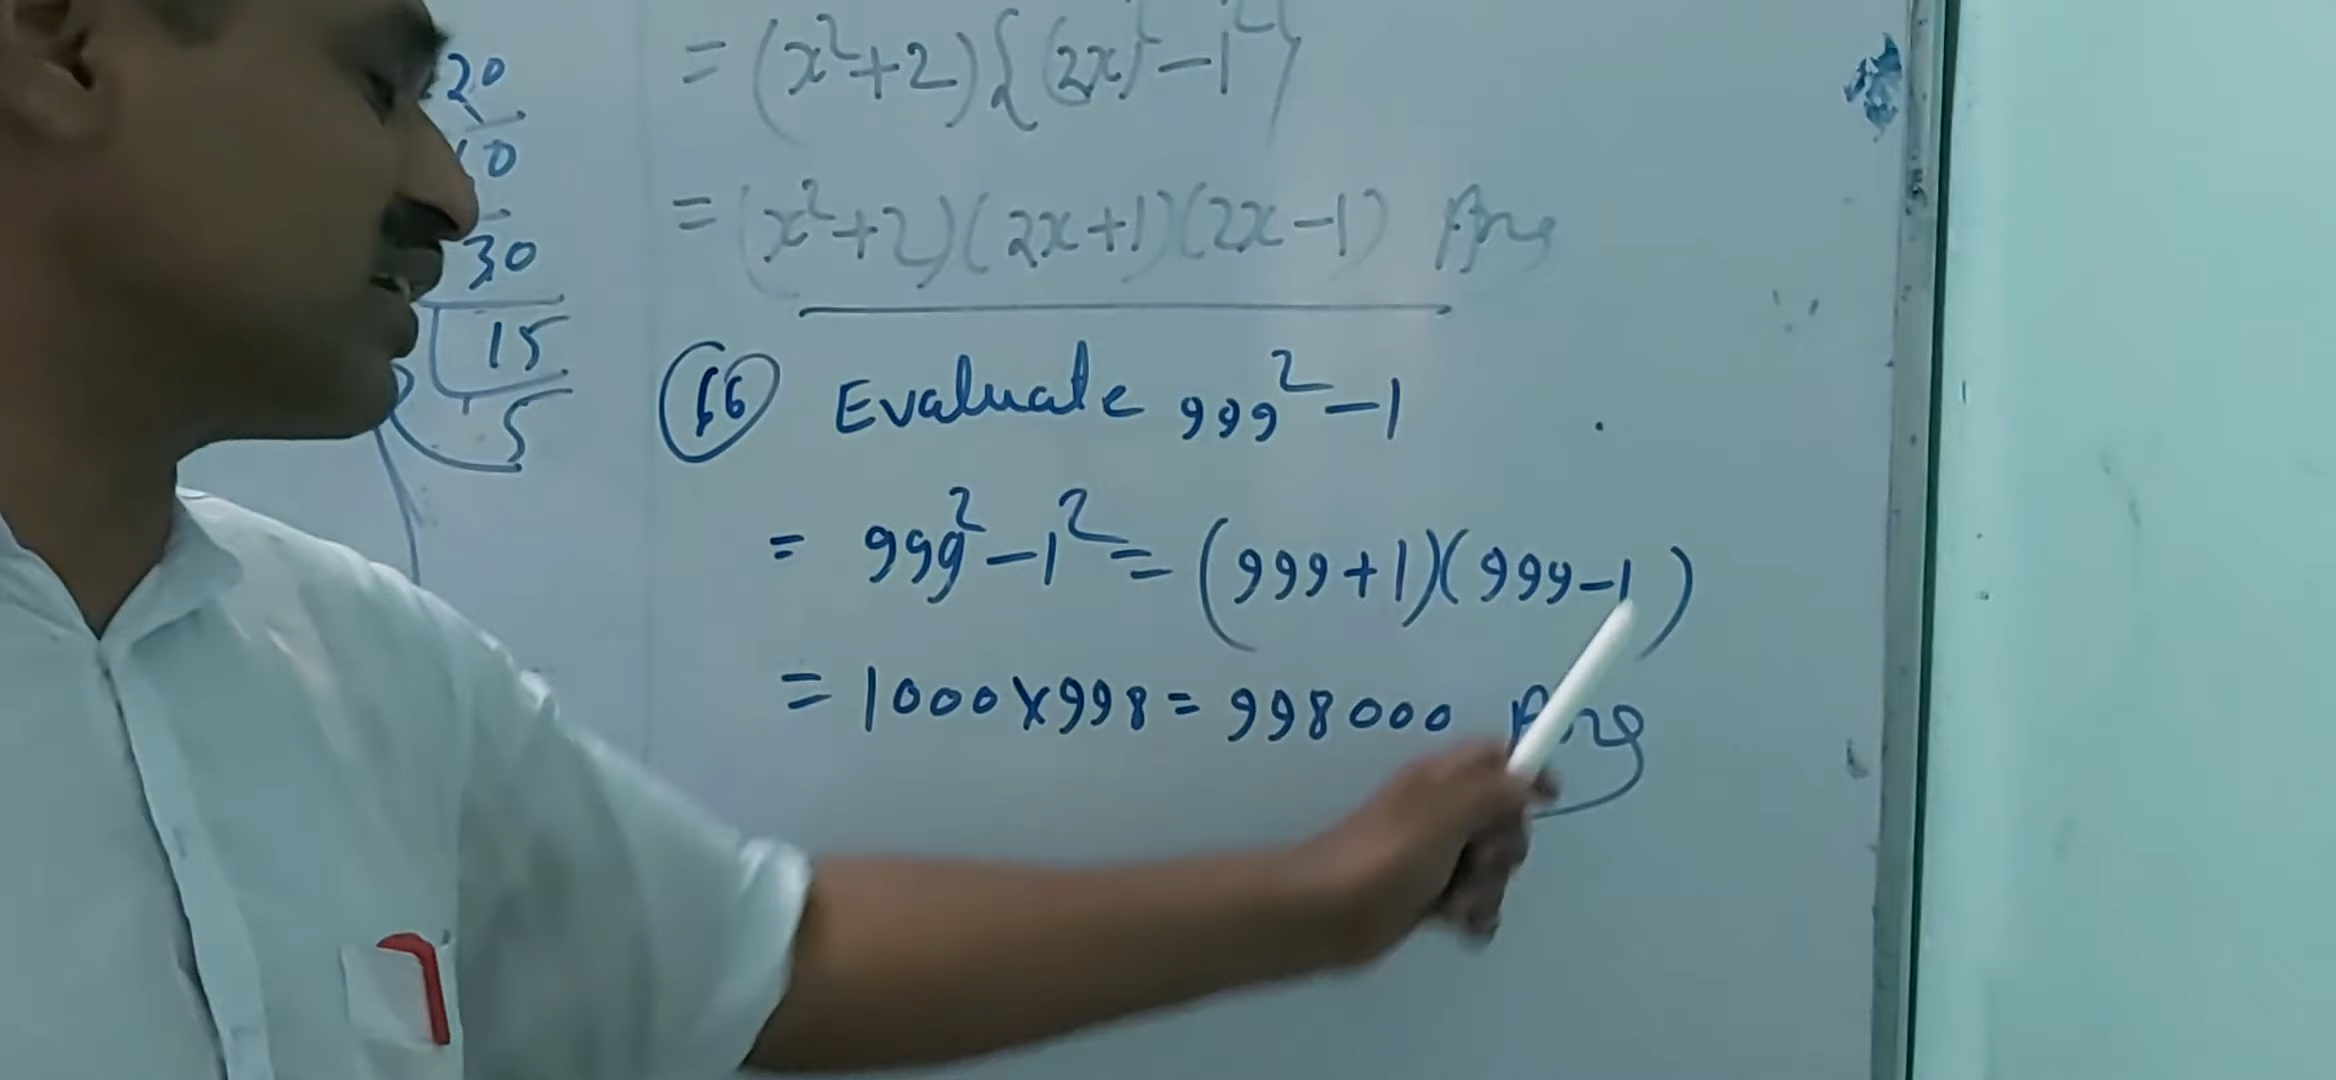 20
10
30
15
5
= (x²+2){(2x)²-1²}
= (x²+2)(2x+1)(2x-1) Ans
66 Evaluate 999²-1
= 999²-1² = (999+1)(999-1)
= 1000×998 = 998000 Ans